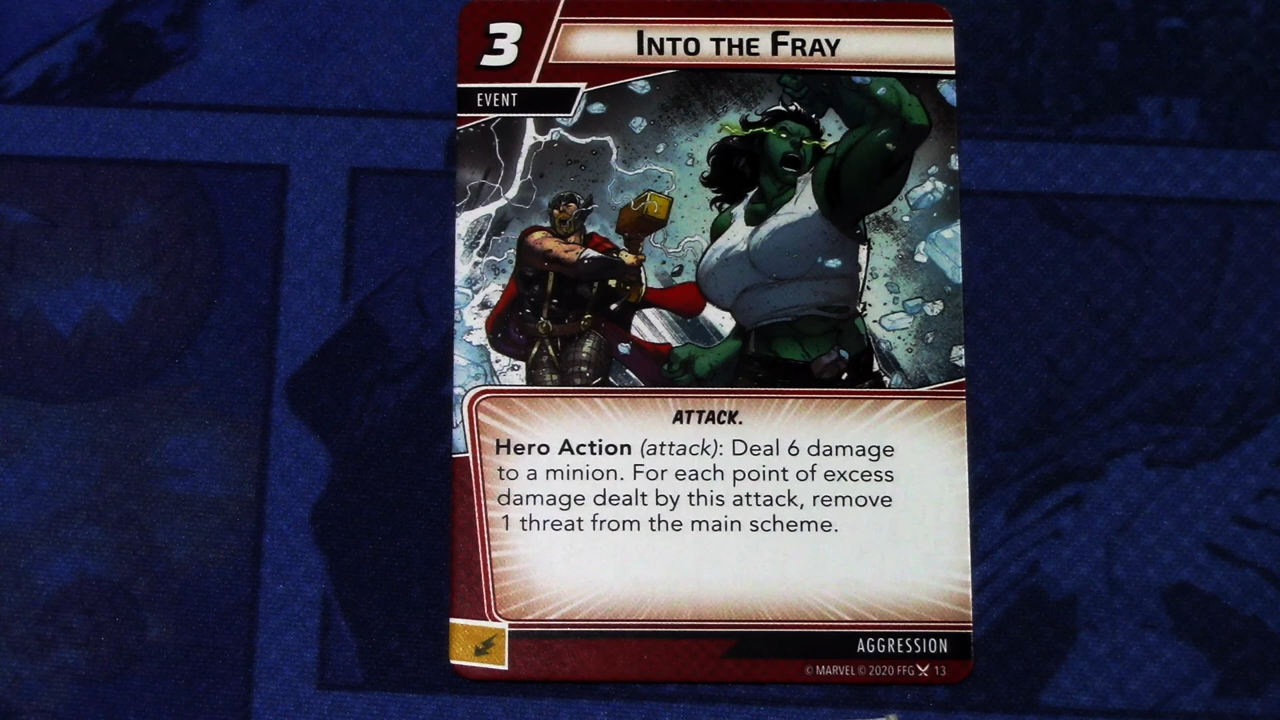 3
INTO THE FRAY
EVENT
ATTACK.
Hero Action (attack): Deal 6 damage
to a minion. For each point of excess
damage dealt by this attack, remove
1 threat from the main scheme.
AGGRESSION
© MARVEL © 2020 FFG 13